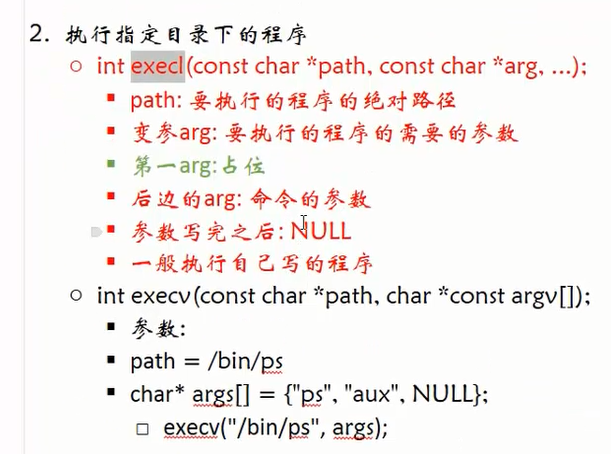 2. 执行指定目录下的程序
int execl(const char *path, const char *arg, ...);
path: 要执行的程序的绝对路径
变参arg: 要执行的程序的需要的参数
第一arg:占位
后边的arg: 命令的参数
参数写完之后: NULL
一般执行自己写的程序
int execv(const char *path, char *const argv[]);
参数:
path = /bin/ps
char* args[] = {"ps", "aux", NULL};
execv("/bin/ps", args);